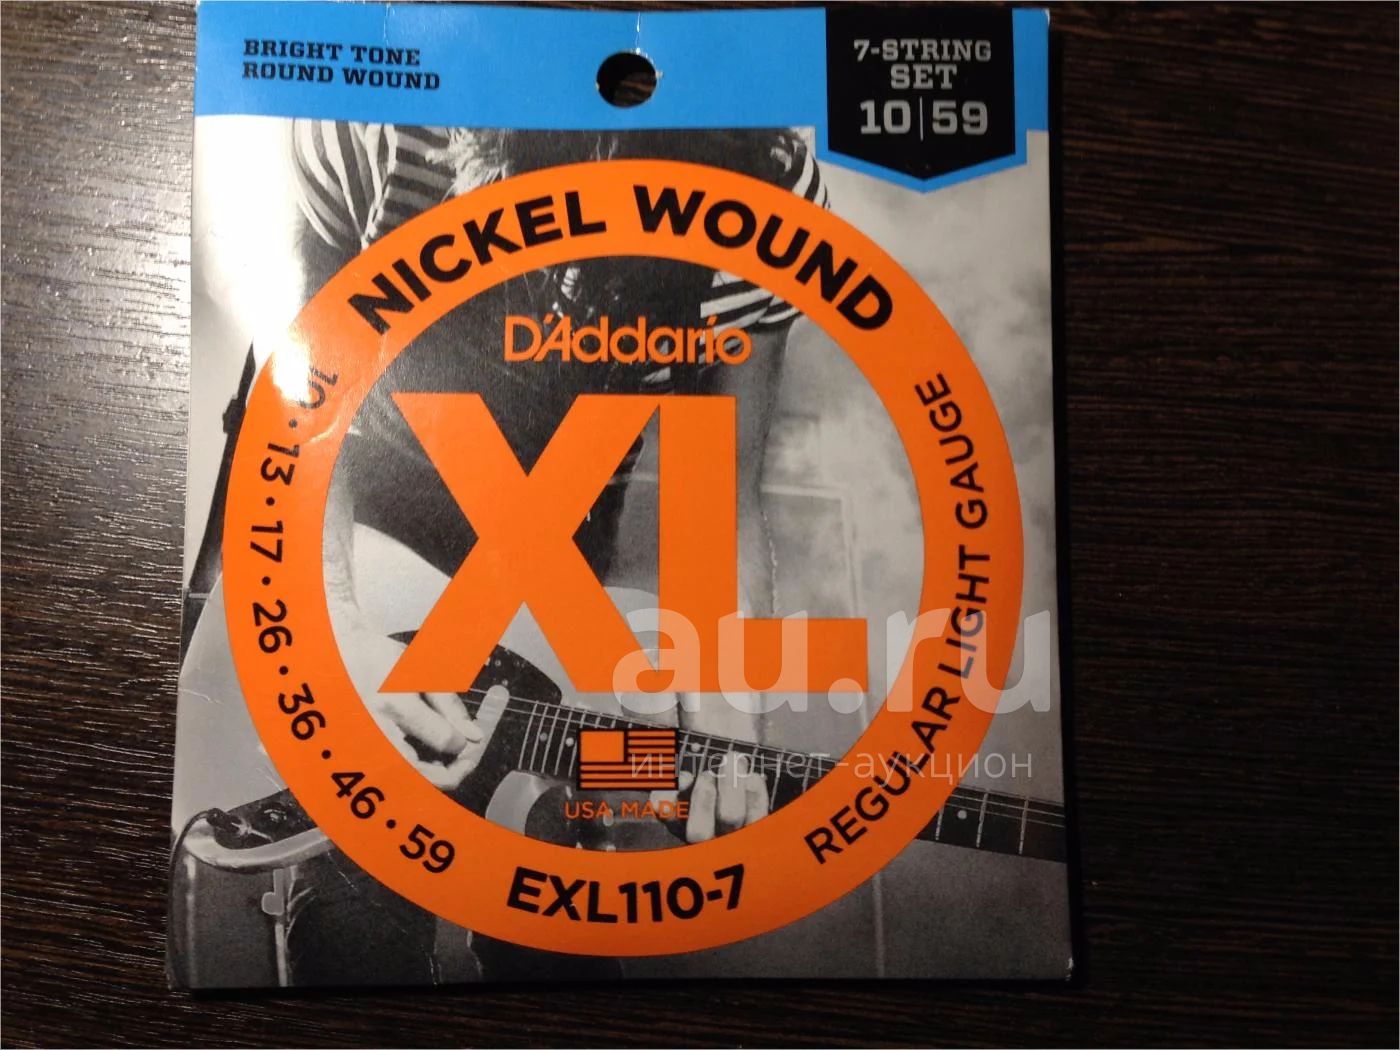 BRIGHT TONE
ROUND WOUND
7-STRING
SET
10|59
NICKEL WOUND
D'Addario
XL
10 · 13 · 17 · 26 · 36 · 46 · 59
REGULAR LIGHT GAUGE
USA MADE
EXL110-7
au.ru
интернет-аукцион